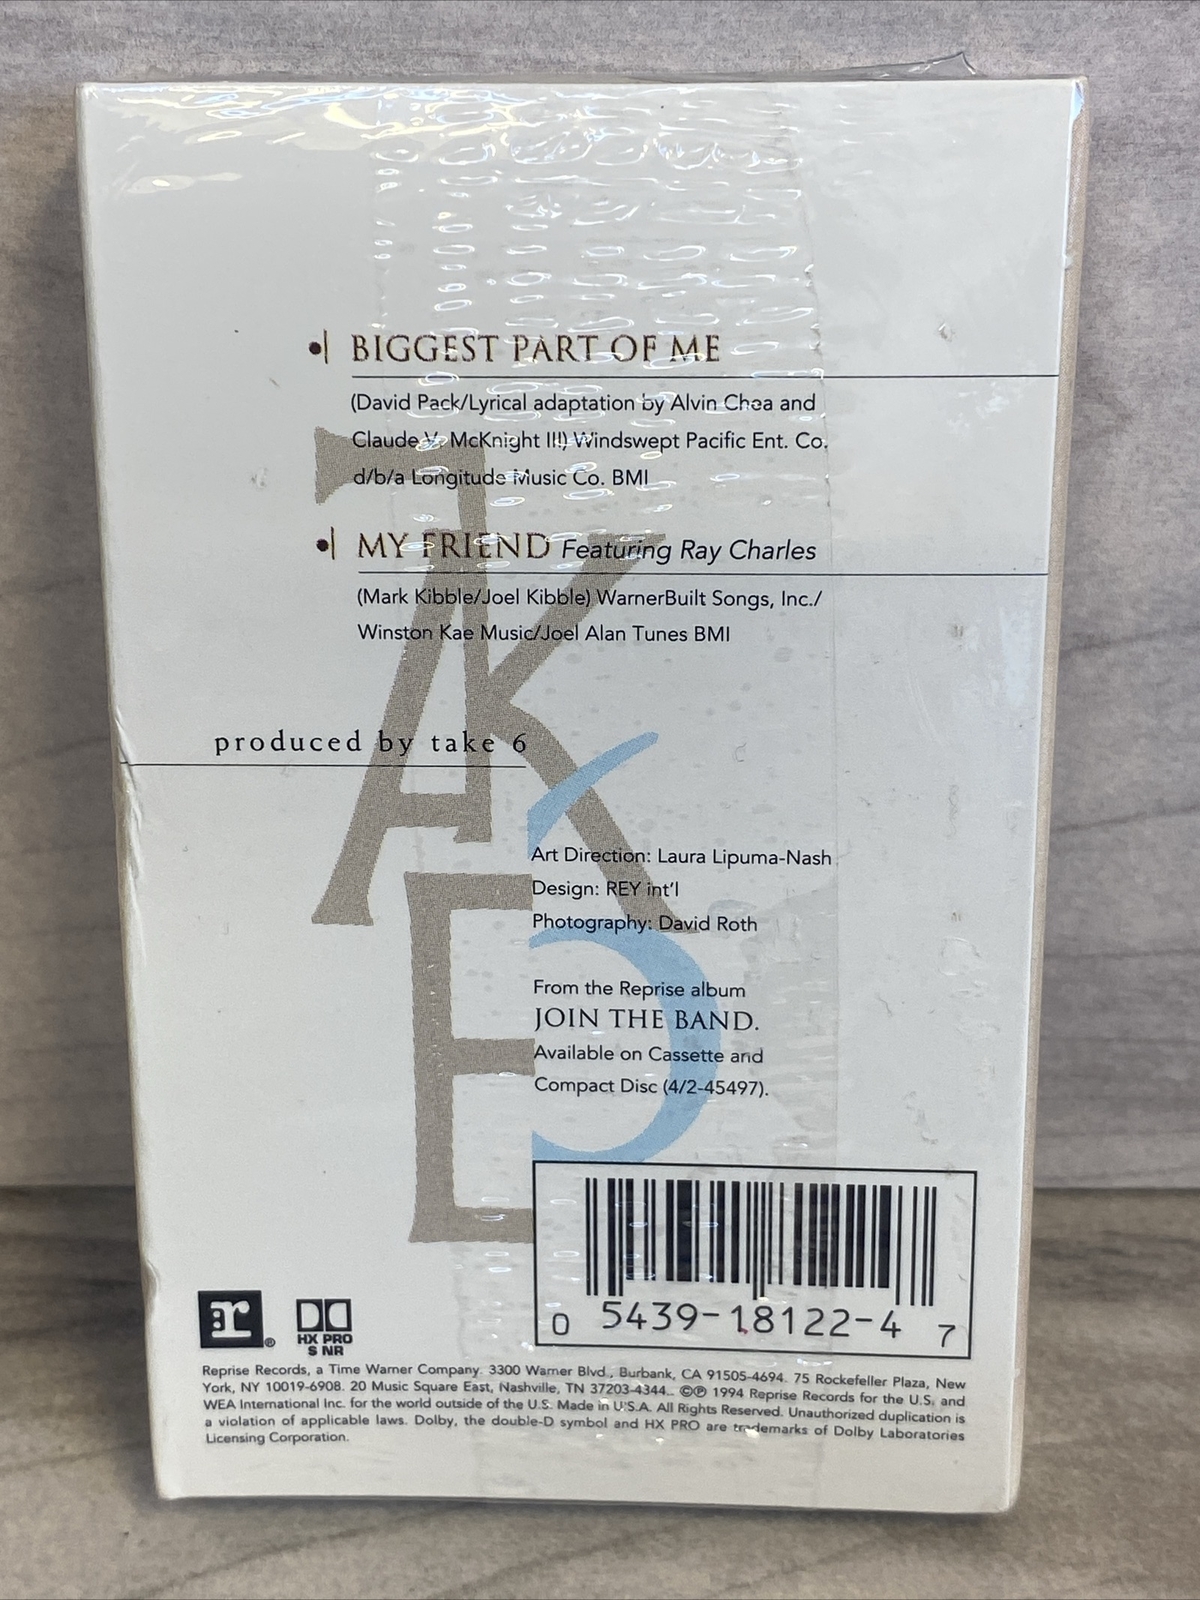 BIGGEST PART OF ME
(David Pack/Lyrical adaptation by Alvin Chea and
Claude V. McKnight III) Windswept Pacific Ent. Co.
d/b/a Longitude Music Co. BMI
MY FRIEND Featuring Ray Charles
(Mark Kibble/Joel Kibble) WarnerBuilt Songs, Inc./
Winston Kae Music/Joel Alan Tunes BMI
TAKE 6
produced by take 6
Art Direction: Laura Lipuma-Nash
Design: REY int'l
Photography: David Roth
From the Reprise album
JOIN THE BAND.
Available on Cassette and
Compact Disc (4/2-45497).
0 5439-18122-4 7
r®
HX PRO
S NR
Reprise Records, a Time Warner Company. 3300 Warner Blvd., Burbank, CA 91505-4694. 75 Rockefeller Plaza, New
York, NY 10019-6908. 20 Music Square East, Nashville, TN 37203-4344.. ©℗ 1994 Reprise Records for the U.S. and
WEA International Inc. for the world outside of the U.S. Made in U.S.A. All Rights Reserved. Unauthorized duplication is
a violation of applicable laws. Dolby, the double-D symbol and HX PRO are trademarks of Dolby Laboratories
Licensing Corporation.